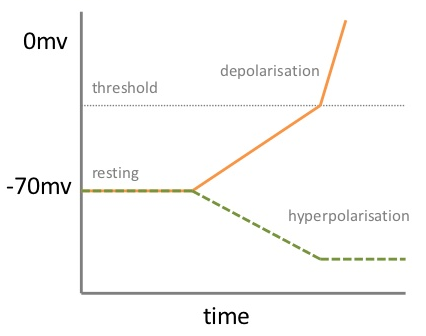 0mv
depolarisation
threshold
resting
-70mv
hyperpolarisation
time